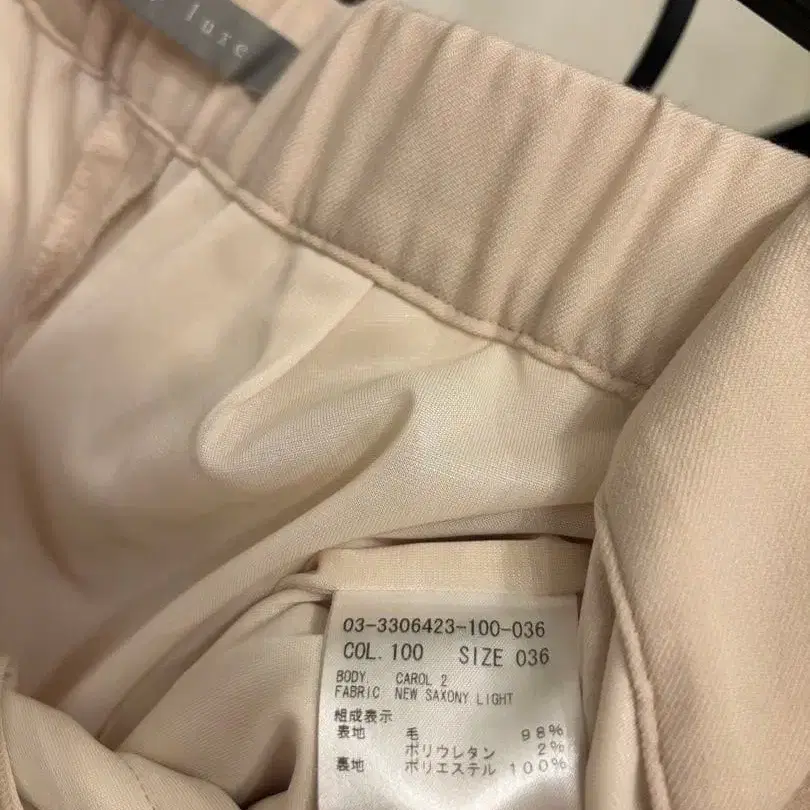 luxe
03-3306423-100-036
COL. 100 SIZE 036
BODY. CAROL 2
FABRIC NEW SAXONY LIGHT
組成表示
表地 毛 98%
ポリウレタン 2%
裏地 ポリエステル 100%